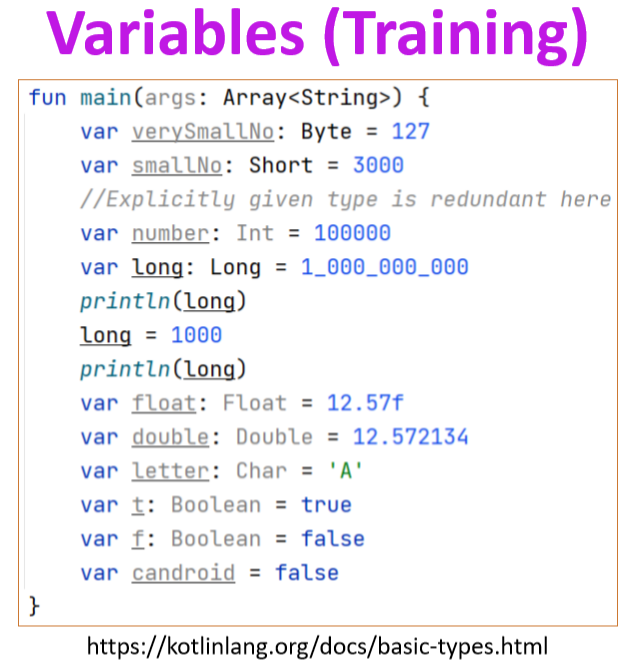 Variables (Training)
fun main(args: Array<String>) {
    var verySmallNo: Byte = 127
    var smallNo: Short = 3000
    //Explicitly given type is redundant here
    var number: Int = 100000
    var long: Long = 1_000_000_000
    println(long)
    long = 1000
    println(long)
    var float: Float = 12.57f
    var double: Double = 12.572134
    var letter: Char = 'A'
    var t: Boolean = true
    var f: Boolean = false
    var candroid = false
}
https://kotlinlang.org/docs/basic-types.html